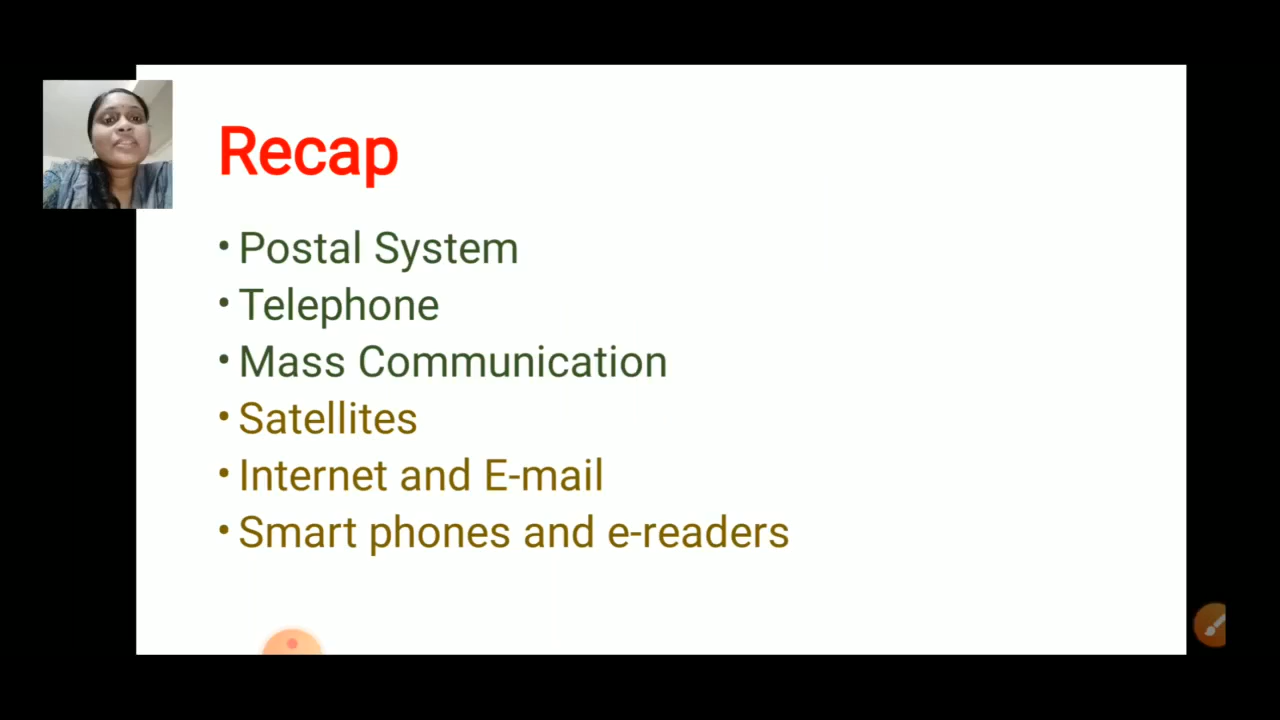 Recap
• Postal System
• Telephone
• Mass Communication
• Satellites
• Internet and E-mail
• Smart phones and e-readers